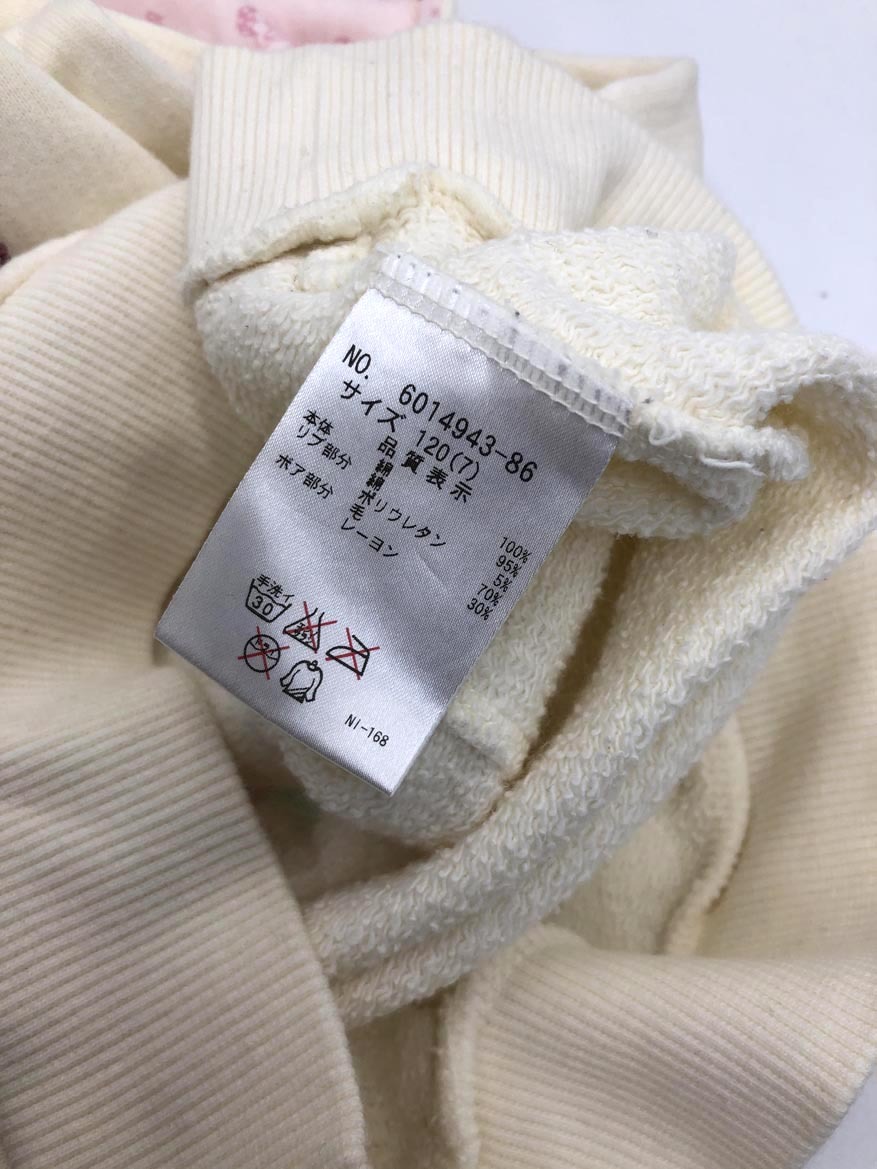 NO. 6014943-86
サイズ 120(7)
品質表示
本体 綿 100%
リブ部分 綿 95%
ポリウレタン 5%
ボア部分 毛 70%
レーヨン 30%
手洗イ
30
NI-168